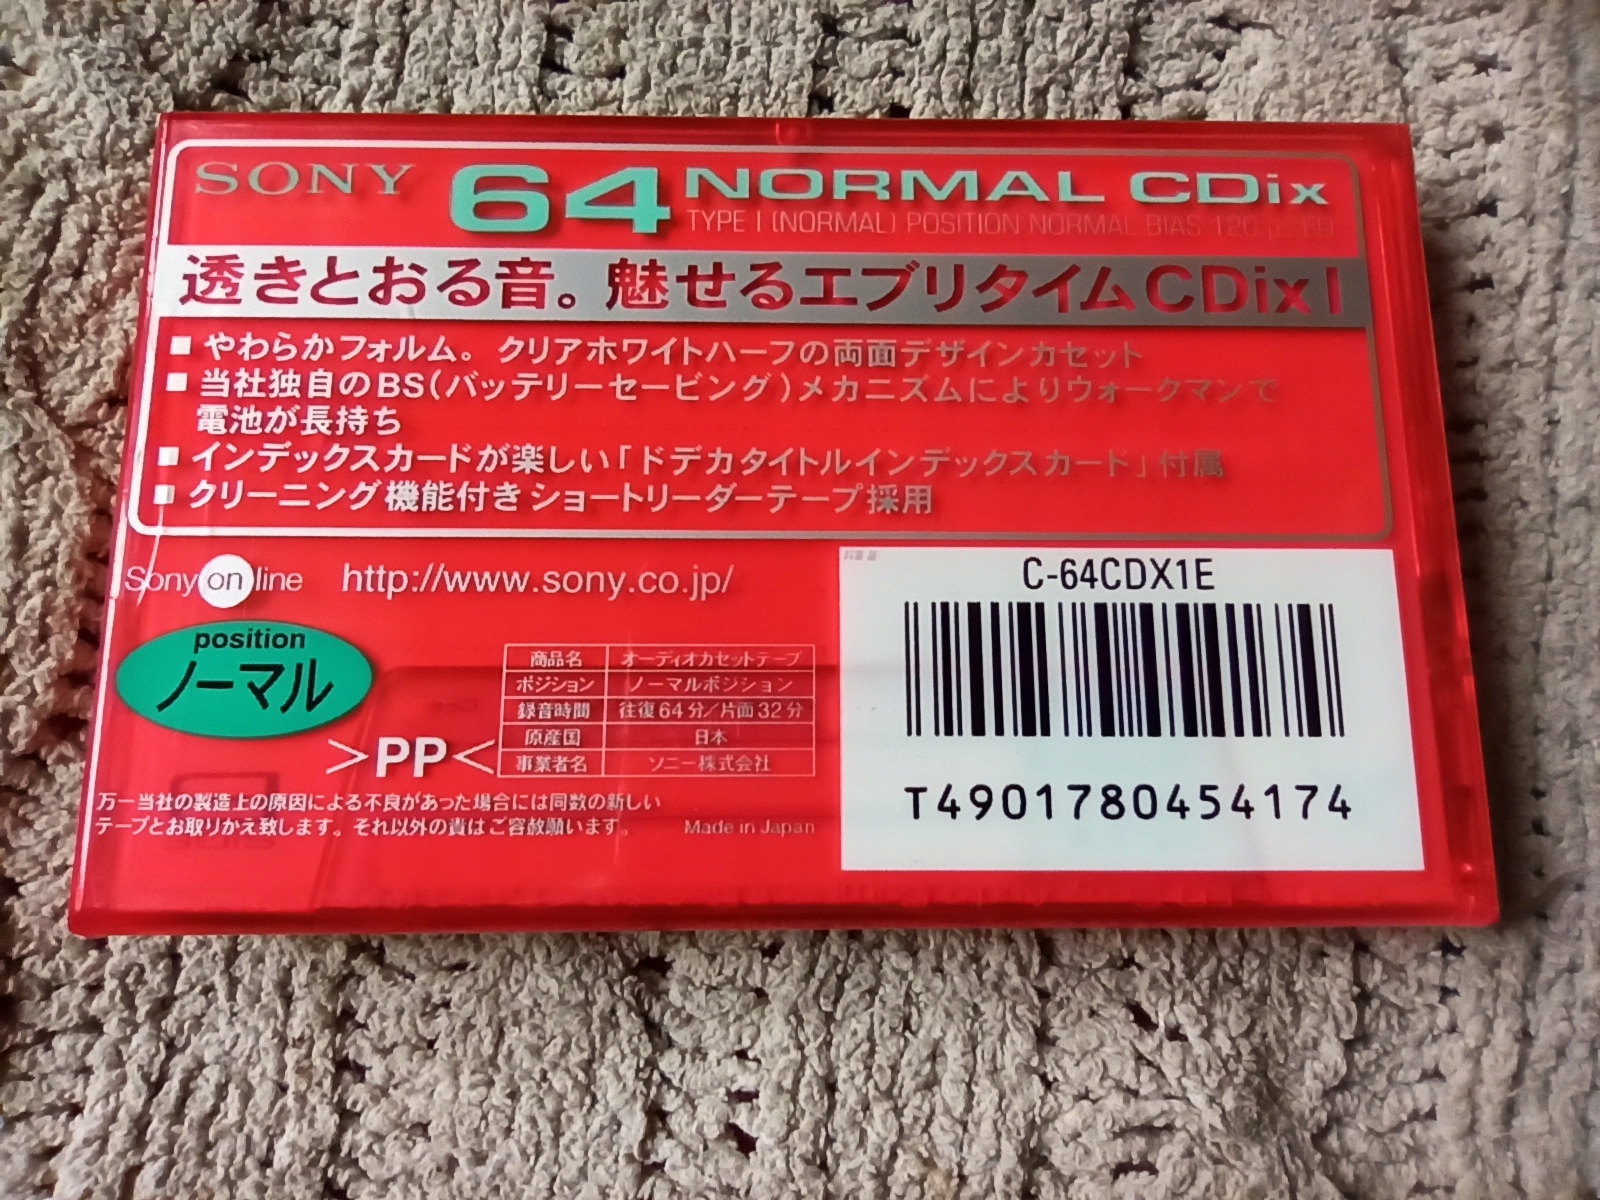 SONY 64 NORMAL CDix
TYPE I (NORMAL) POSITION NORMAL BIAS 120 μs EQ
透きとおる音。魅せるエブリタイムCDixⅠ
■ やわらかフォルム。クリアホワイトハーフの両面デザインカセット
■ 当社独自のBS(バッテリーセービング)メカニズムによりウォークマンで
電池が長持ち
■ インデックスカードが楽しい「ドデカタイトルインデックスカード」付属
■ クリーニング機能付きショートリーダーテープ採用
Sony on line http://www.sony.co.jp/
position
ノーマル
>PP<
商品名 オーディオカセットテープ
ポジション ノーマルポジション
録音時間 往復64分/片面32分
原産国 日本
事業者名 ソニー株式会社
万一当社の製造上の原因による不良があった場合には同数の新しい
テープとお取りかえ致します。それ以外の責はご容赦願います。
Made in Japan
C-64CDX1E
T4901780454174